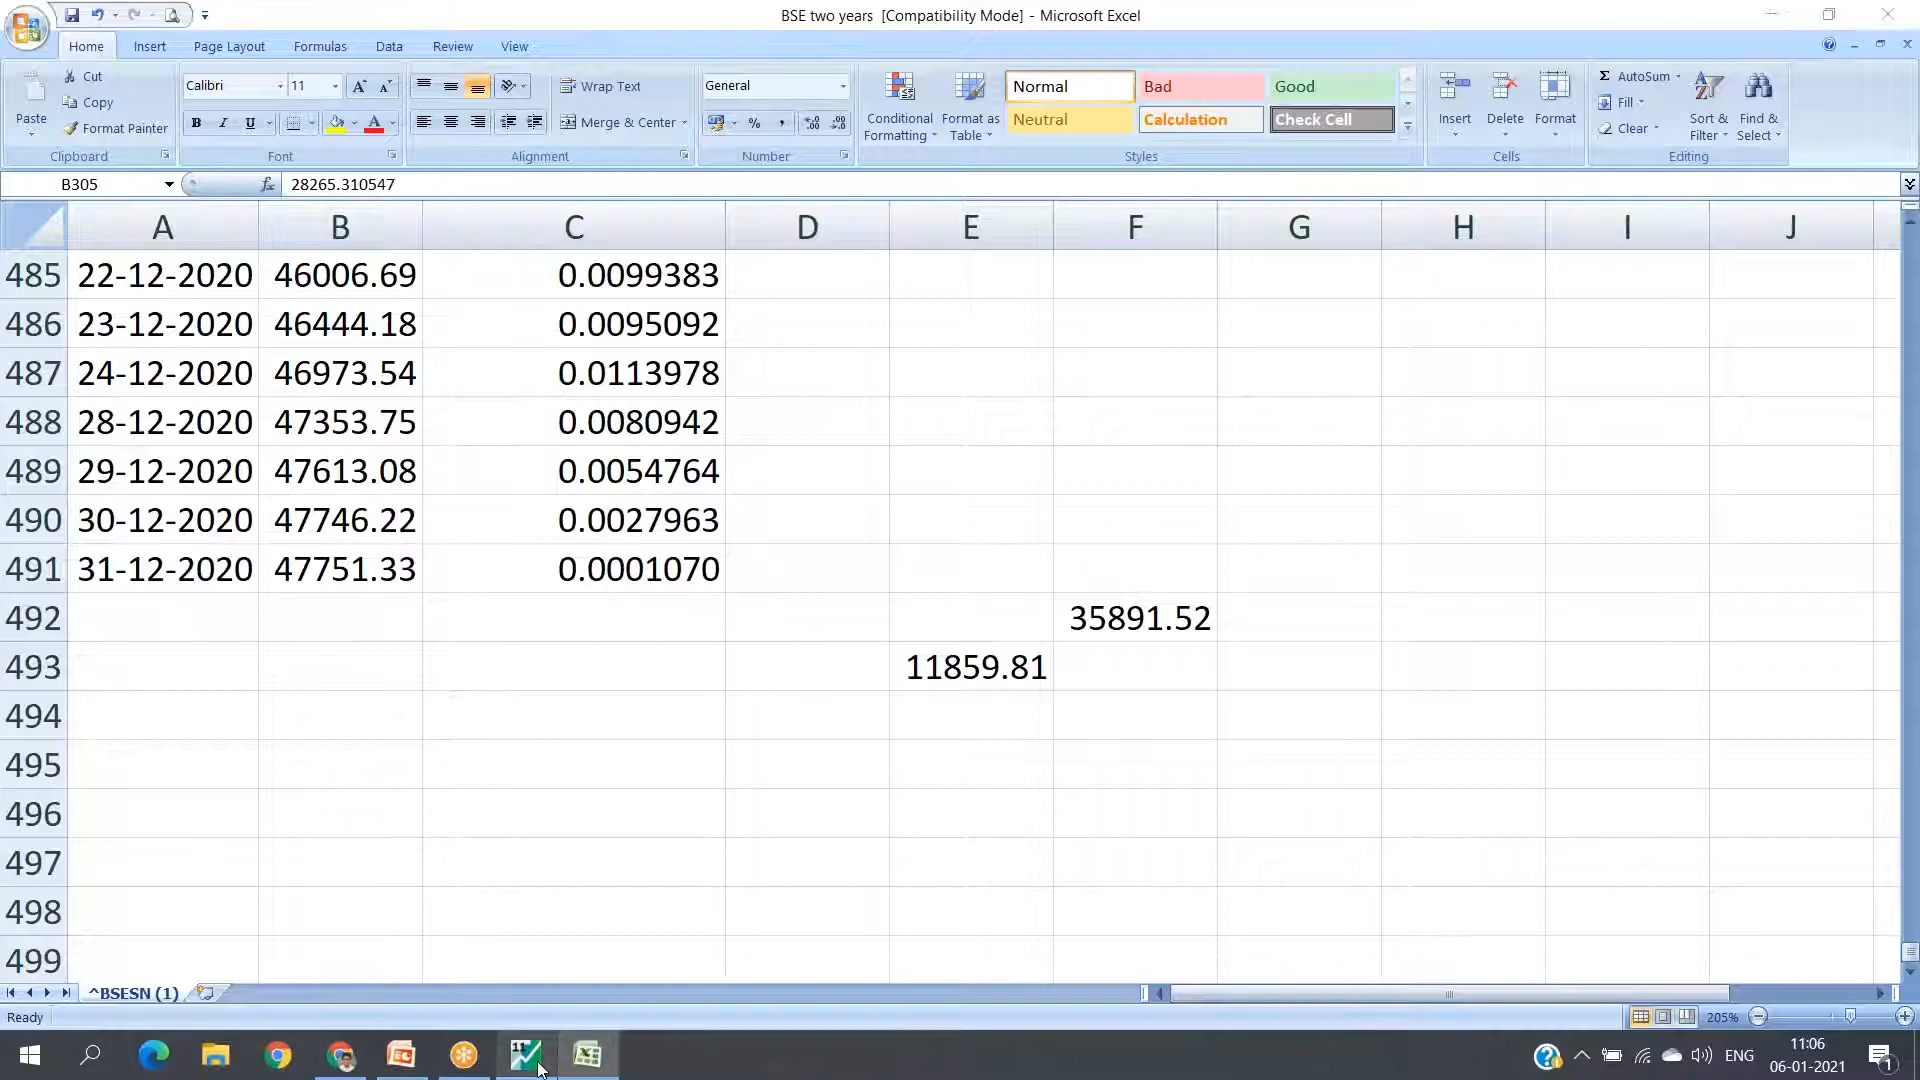 BSE two years [Compatibility Mode] - Microsoft Excel
Home Insert Page Layout Formulas Data Review View
Paste
Cut
Copy
Format Painter
Clipboard
Calibri 11
B I U
Font
Wrap Text
Merge & Center
Alignment
General
%
Number
Conditional Formatting
Format as Table
Normal Bad Good
Neutral Calculation Check Cell
Styles
Insert Delete Format
Cells
Σ AutoSum
Fill
Clear
Sort & Filter
Find & Select
Editing
B305 fx 28265.310547
A B C D E F G H I J
485 22-12-2020 46006.69 0.0099383
486 23-12-2020 46444.18 0.0095092
487 24-12-2020 46973.54 0.0113978
488 28-12-2020 47353.75 0.0080942
489 29-12-2020 47613.08 0.0054764
490 30-12-2020 47746.22 0.0027963
491 31-12-2020 47751.33 0.0001070
492 35891.52
493 11859.81
494
495
496
497
498
499
^BSESN (1)
Ready 205%
11
ENG
11:06
06-01-2021
1